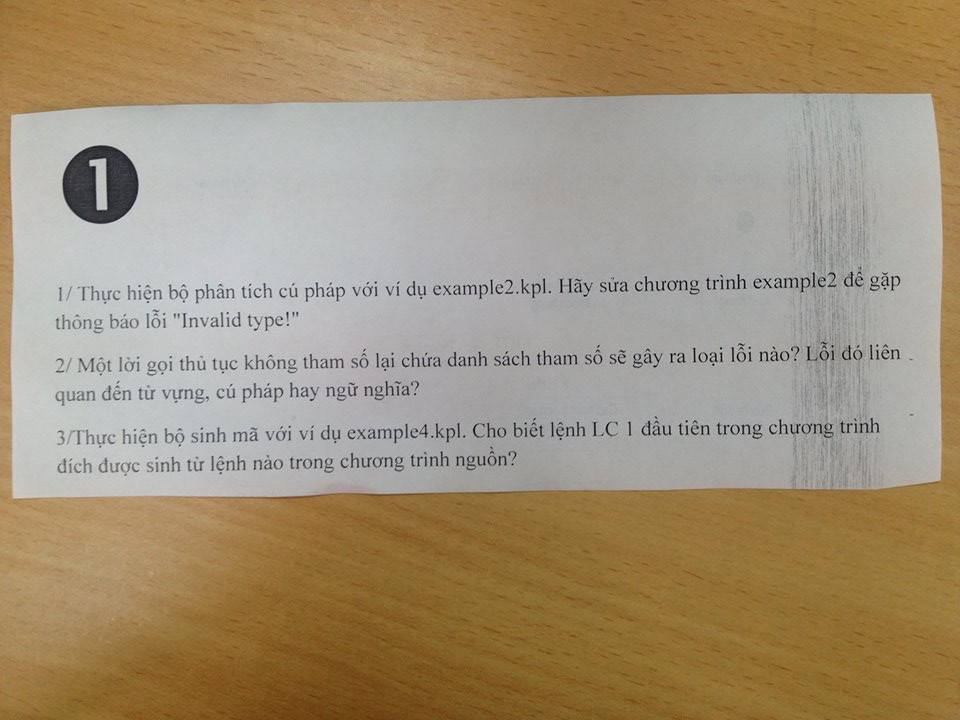 1
1/ Thực hiện bộ phân tích cú pháp với ví dụ example2.kpl. Hãy sửa chương trình example2 để gặp
thông báo lỗi "Invalid type!"
2/ Một lời gọi thủ tục không tham số lại chứa danh sách tham số sẽ gây ra loại lỗi nào? Lỗi đó liên
quan đến từ vựng, cú pháp hay ngữ nghĩa?
3/Thực hiện bộ sinh mã với ví dụ example4.kpl. Cho biết lệnh LC 1 đầu tiên trong chương trình
đích được sinh từ lệnh nào trong chương trình nguồn?